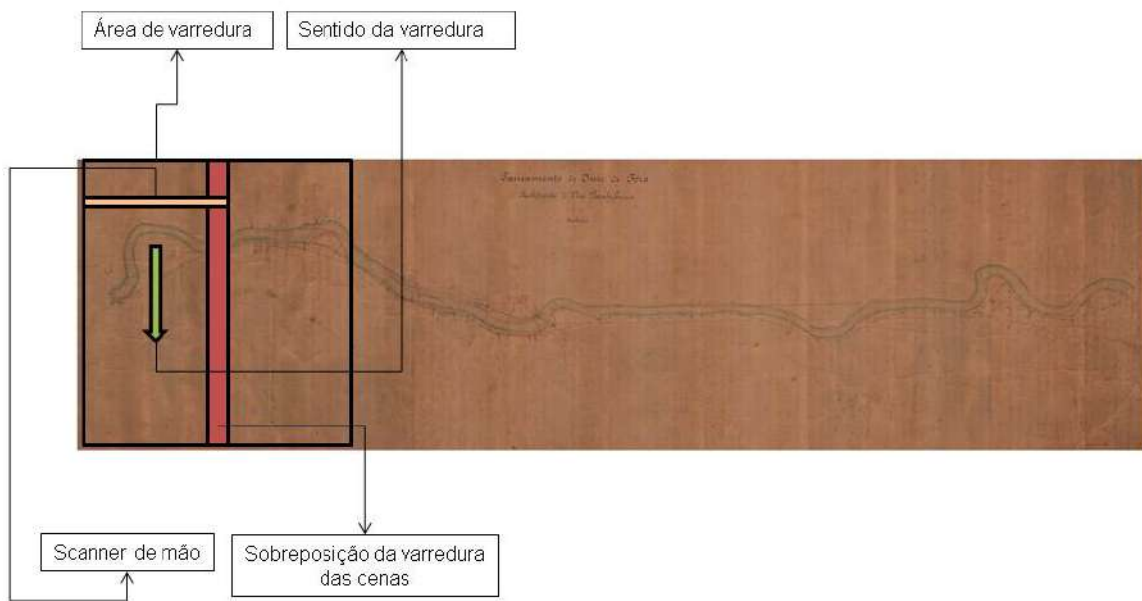 Área de varredura
Sentido da varredura
Scanner de mão
Sobreposição da varredura
das cenas